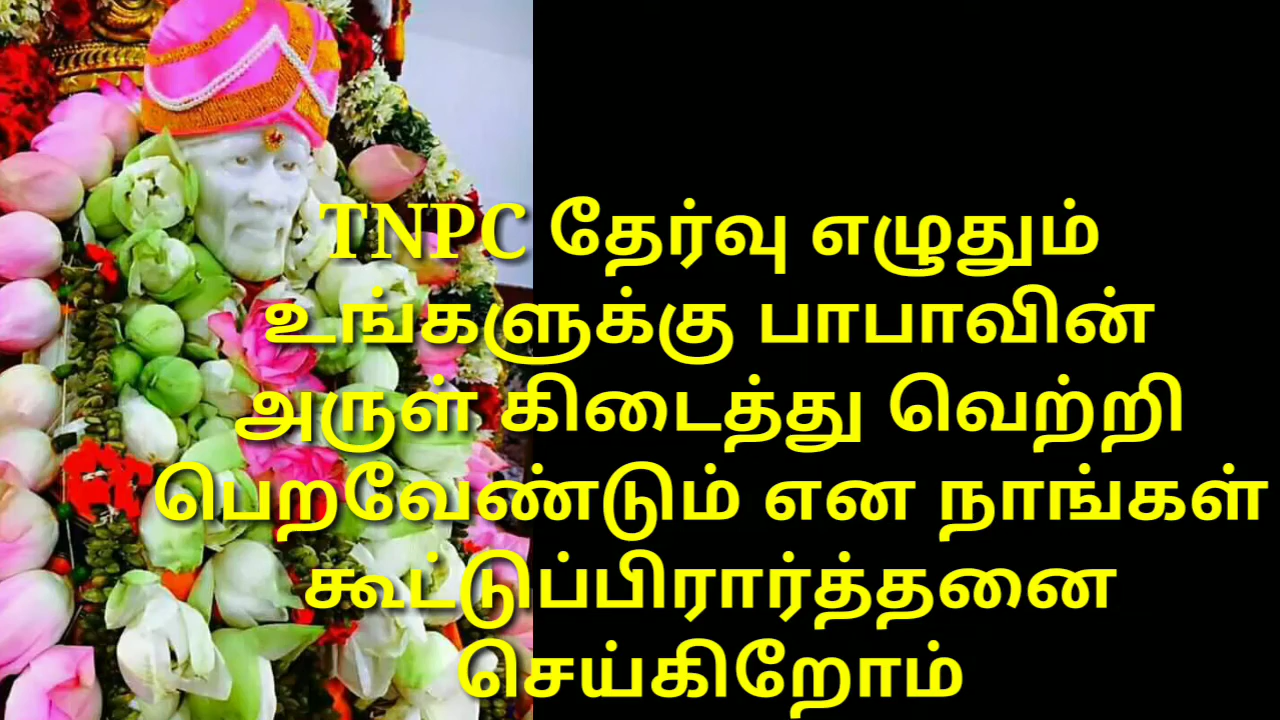 TNPC தேர்வு எழுதும்
உங்களுக்கு பாபாவின்
அருள் கிடைத்து வெற்றி
பெறவேண்டும் என நாங்கள்
கூட்டுப்பிரார்த்தனை
செய்கிறோம்